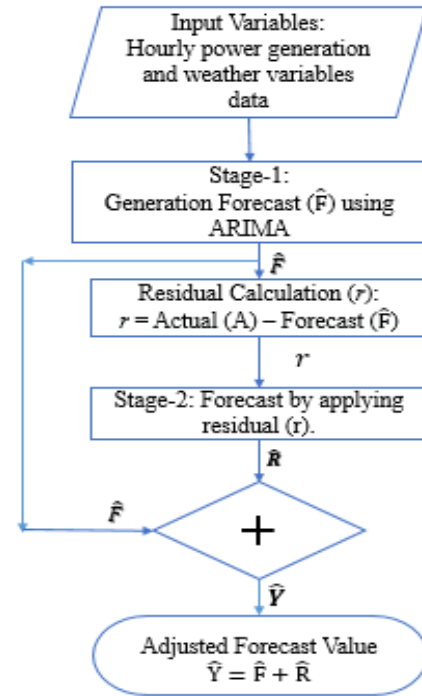 Input Variables:
Hourly power generation
and weather variables
data
Stage-1:
Generation Forecast (F̂) using
ARIMA
F̂
Residual Calculation (r):
r = Actual (A) – Forecast (F̂)
r
Stage-2: Forecast by applying
residual (r).
R̂
F̂
+
Ŷ
Adjusted Forecast Value
Ŷ = F̂ + R̂